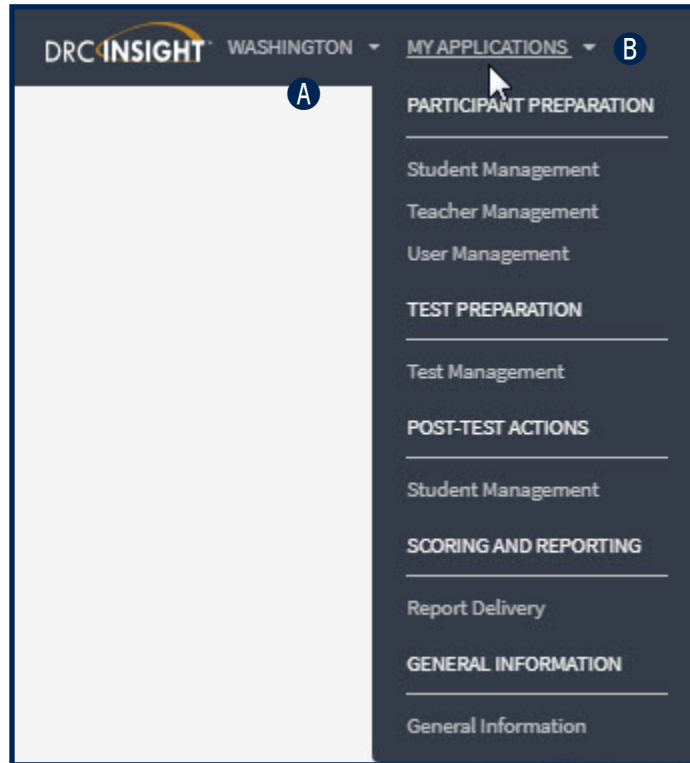 DRC INSIGHT WASHINGTON MY APPLICATIONS B
A
PARTICIPANT PREPARATION
Student Management
Teacher Management
User Management
TEST PREPARATION
Test Management
POST-TEST ACTIONS
Student Management
SCORING AND REPORTING
Report Delivery
GENERAL INFORMATION
General Information